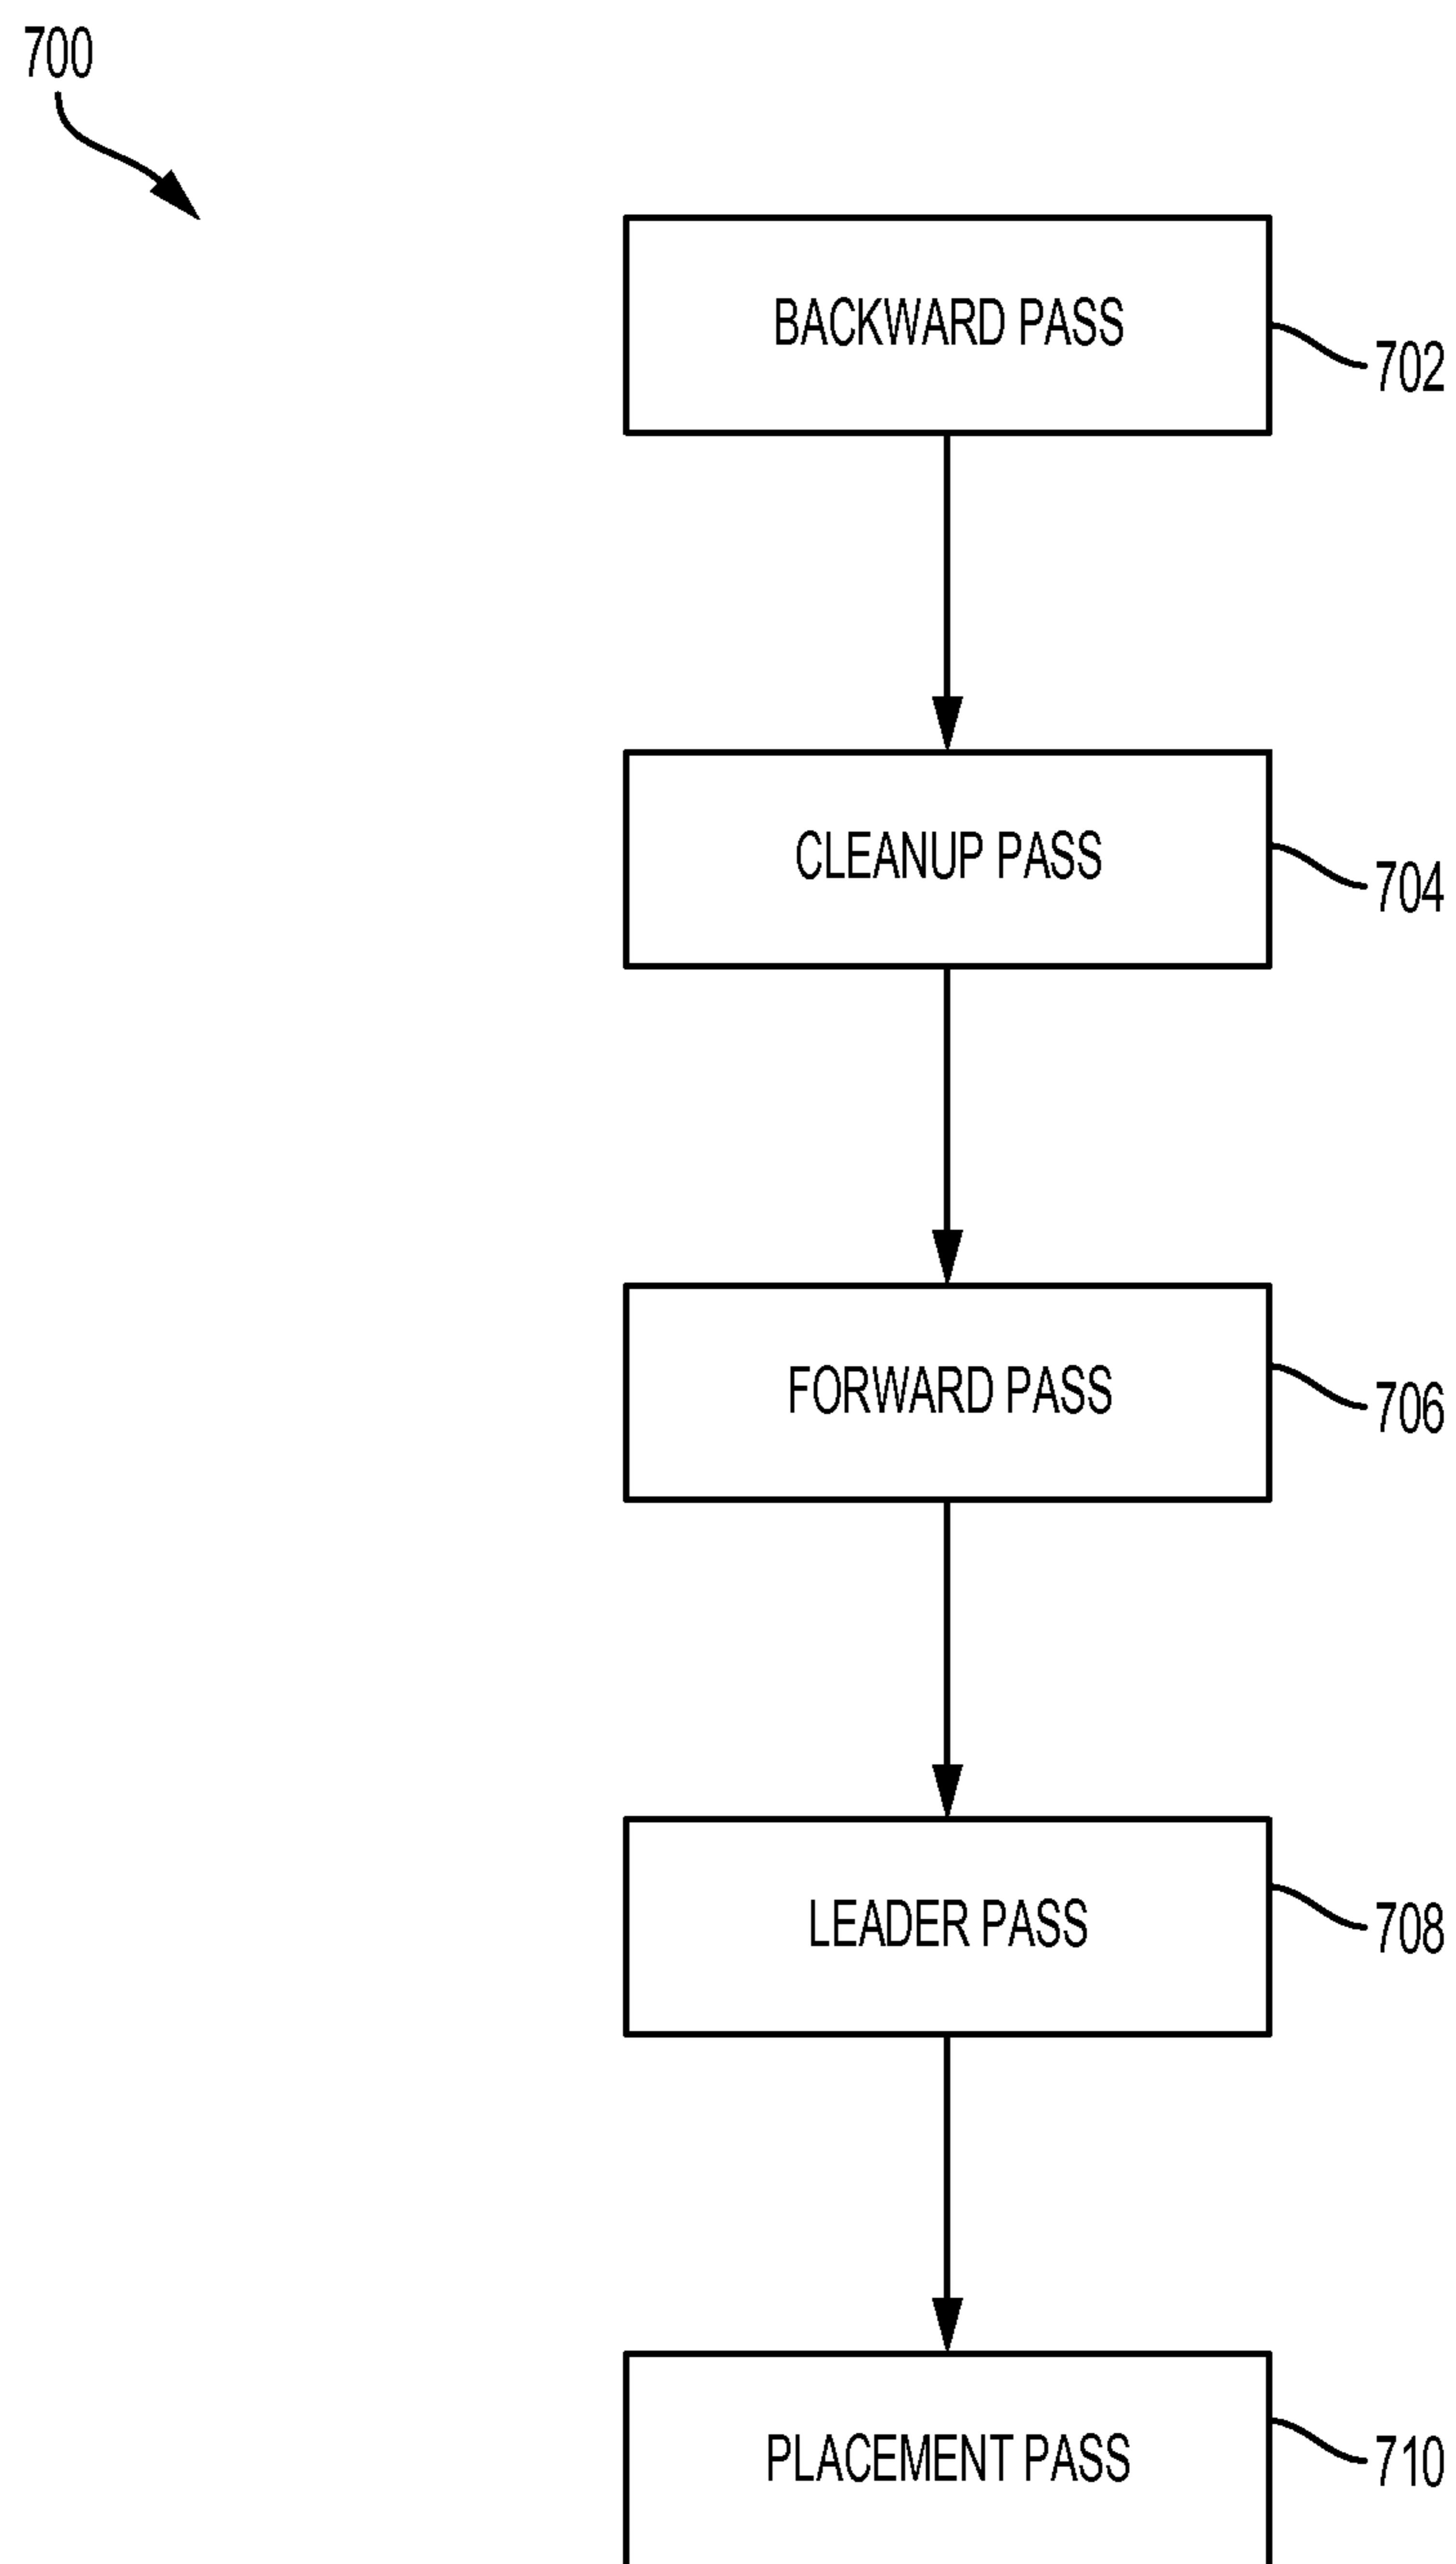 700
BACKWARD PASS
702
CLEANUP PASS
704
FORWARD PASS
706
LEADER PASS
708
PLACEMENT PASS
710